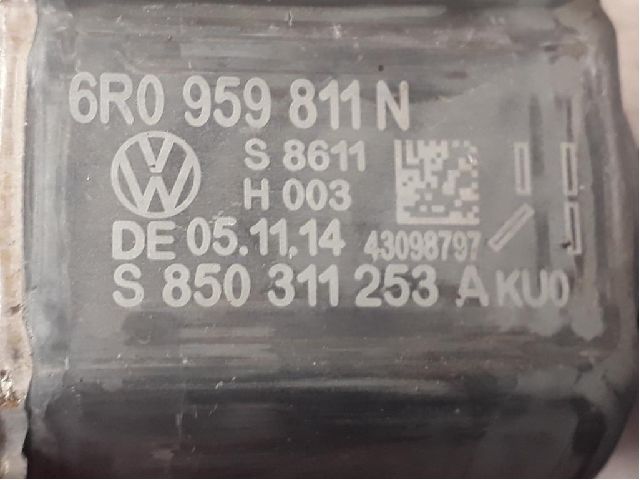 6R0 959 811 N
S 8611
H 003
DE 05.11.14 43098797
S 850 311 253 A KU0